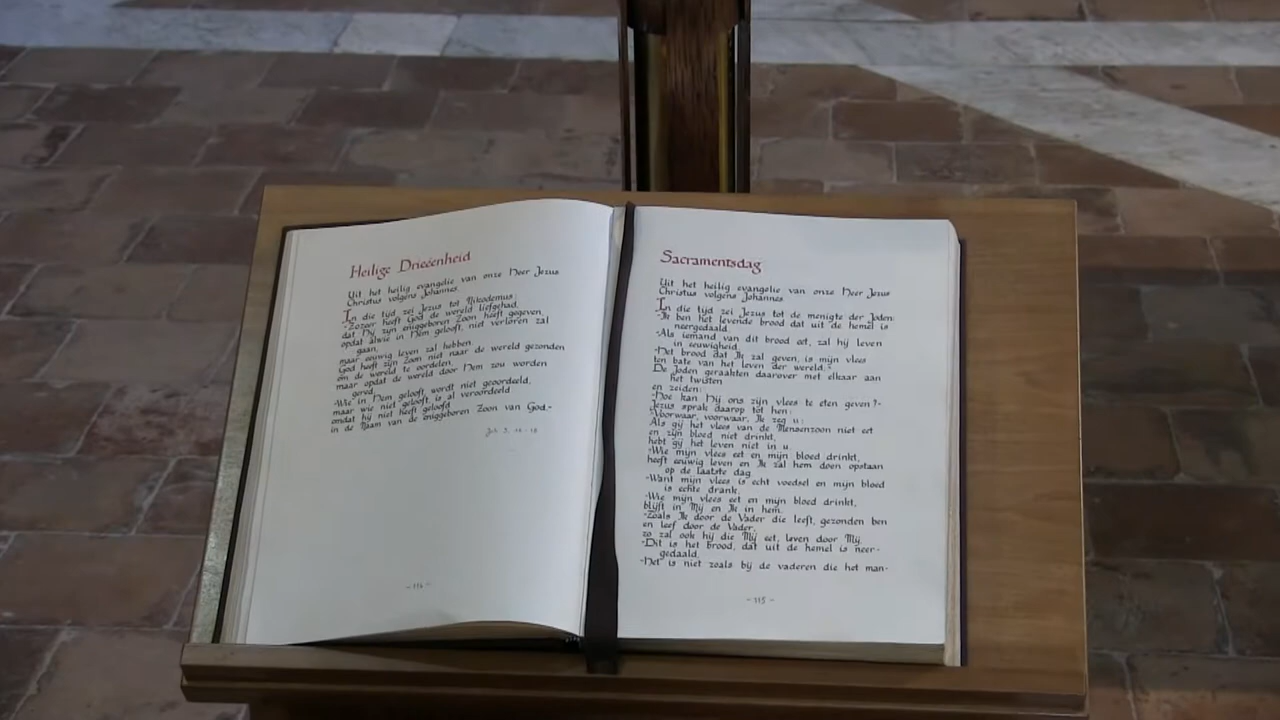 Heilige Drieëenheid
Uit het heilig evangelie van onze Heer Jezus
Christus volgens Johannes.
In die tijd zei Jezus tot Nikodemus:
"Zozeer heeft God de wereld liefgehad,
dat Hij zijn eniggeboren Zoon heeft gegeven,
opdat alwie in Hem gelooft, niet verloren zal
gaan,
maar eeuwig leven zal hebben.
God heeft zijn Zoon niet naar de wereld gezonden
om de wereld te oordelen,
maar opdat de wereld door Hem zou worden
gered.
"Wie in Hem gelooft wordt niet geoordeeld,
maar wie niet gelooft, is al veroordeeld
omdat hij niet heeft geloofd
in de Naam van de eniggeboren Zoon van God."
Joh. 3, 16-18
- 114 -
Sacramentsdag
Uit het heilig evangelie van onze Heer Jezus
Christus volgens Johannes.
In die tijd zei Jezus tot de menigte der Joden:
"Ik ben het levende brood dat uit de hemel is
neergedaald.
"Als iemand van dit brood eet, zal hij leven
in eeuwigheid.
"Het brood dat Ik zal geven, is mijn vlees
ten bate van het leven der wereld."
De Joden geraakten daarover met elkaar aan
het twisten
en zeiden:
"Hoe kan Hij ons zijn vlees te eten geven?"
Jezus sprak daarop tot hen:
"Voorwaar, voorwaar, Ik zeg u:
Als gij het vlees van de Mensenzoon niet eet
en zijn bloed niet drinkt,
hebt gij het leven niet in u.
"Wie mijn vlees eet en mijn bloed drinkt,
heeft eeuwig leven en Ik zal hem doen opstaan
op de laatste dag.
"Want mijn vlees is echt voedsel en mijn bloed
is echte drank.
"Wie mijn vlees eet en mijn bloed drinkt,
blijft in Mij en Ik in hem.
"Zoals Ik door de Vader die leeft, gezonden ben
en leef door de Vader,
zo zal ook hij die Mij eet, leven door Mij.
"Dit is het brood, dat uit de hemel is neer-
gedaald.
"Het is niet zoals bij de vaderen die het man-
- 115 -